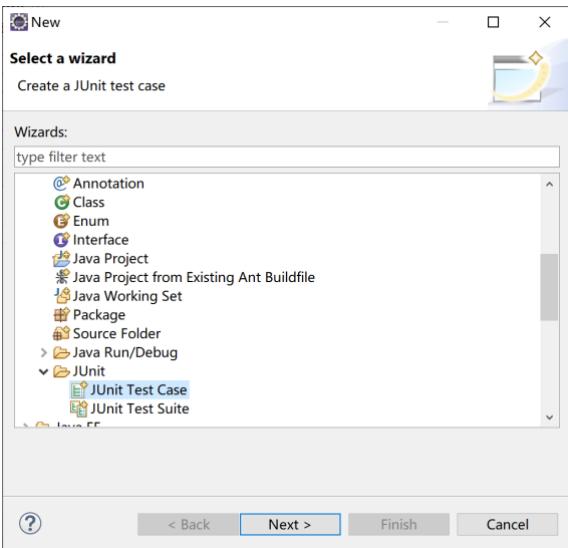 New
Select a wizard
Create a JUnit test case
Wizards:
type filter text
Annotation
Class
Enum
Interface
Java Project
Java Project from Existing Ant Buildfile
Java Working Set
Package
Source Folder
Java Run/Debug
JUnit
JUnit Test Case
JUnit Test Suite
Java EE
< Back Next > Finish Cancel